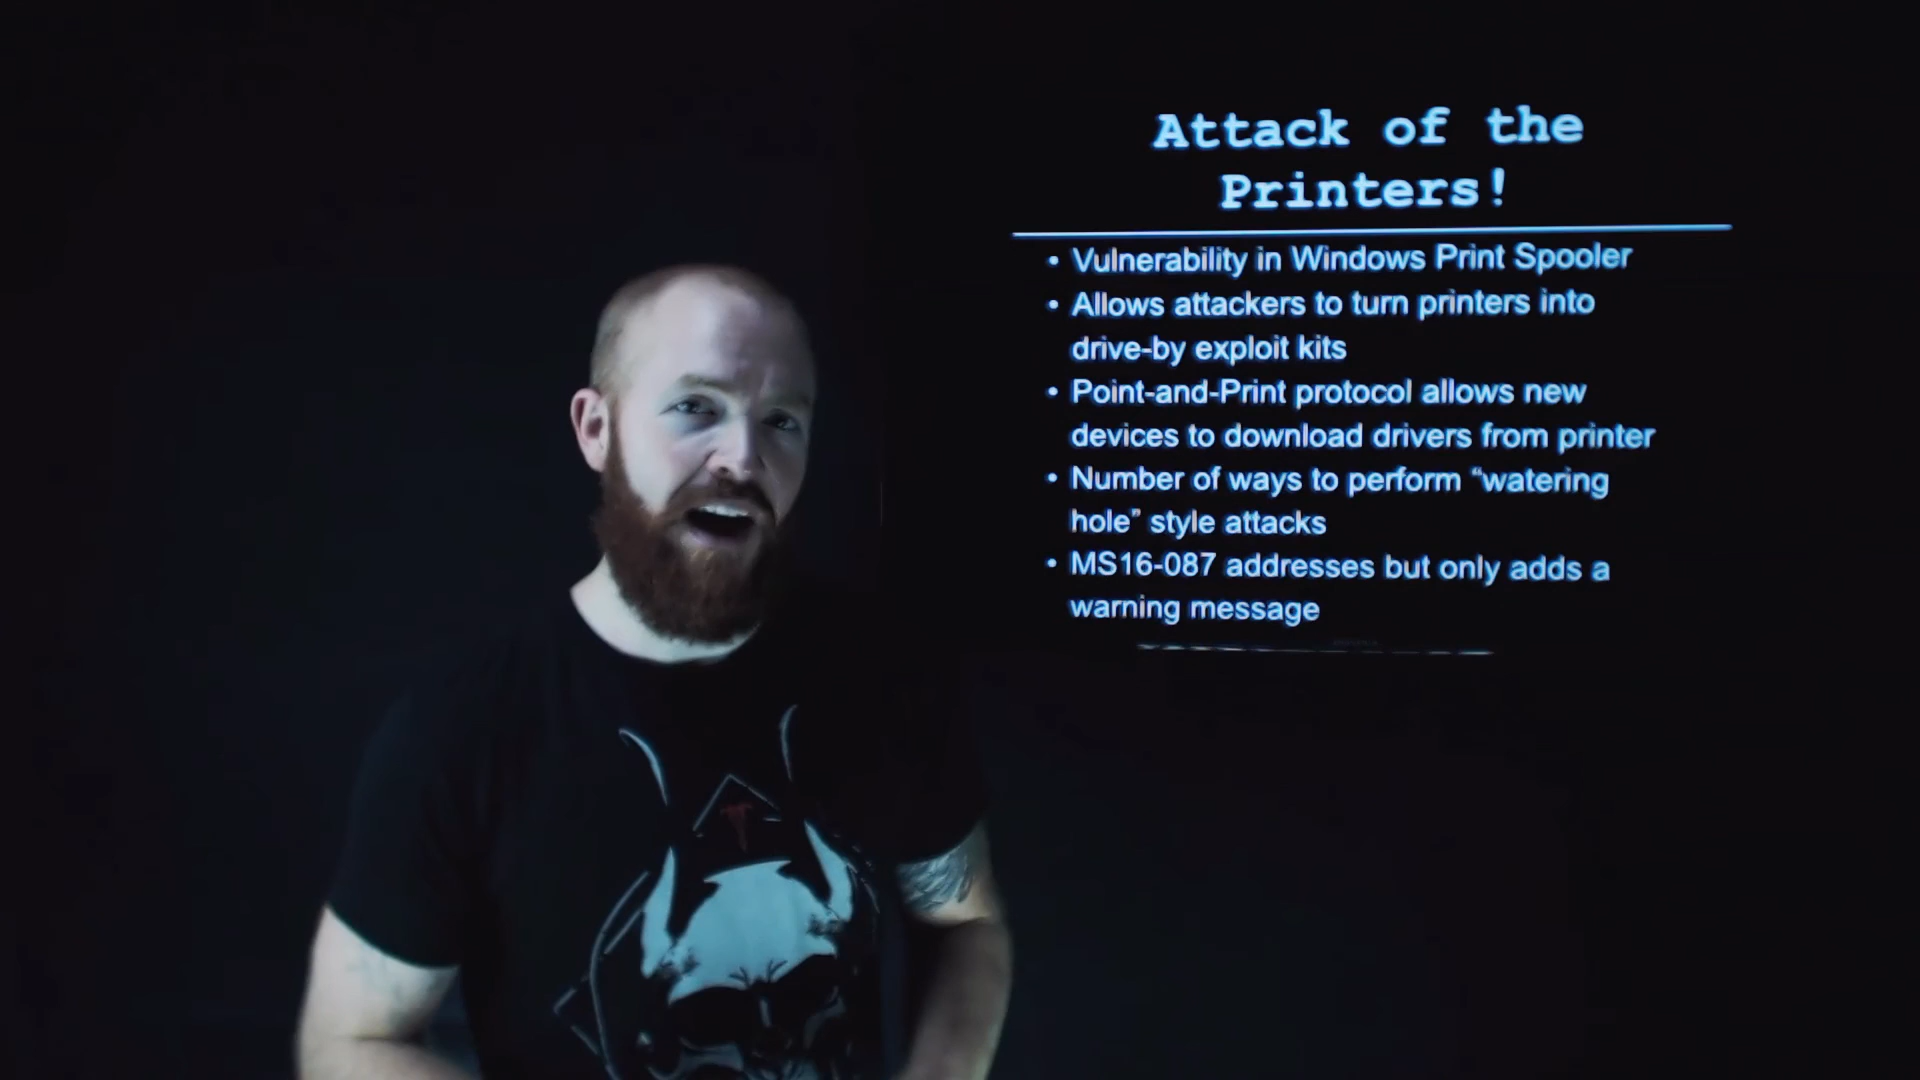 Attack of the
Printers!
• Vulnerability in Windows Print Spooler
• Allows attackers to turn printers into
drive-by exploit kits
• Point-and-Print protocol allows new
devices to download drivers from printer
• Number of ways to perform “watering
hole” style attacks
• MS16-087 addresses but only adds a
warning message